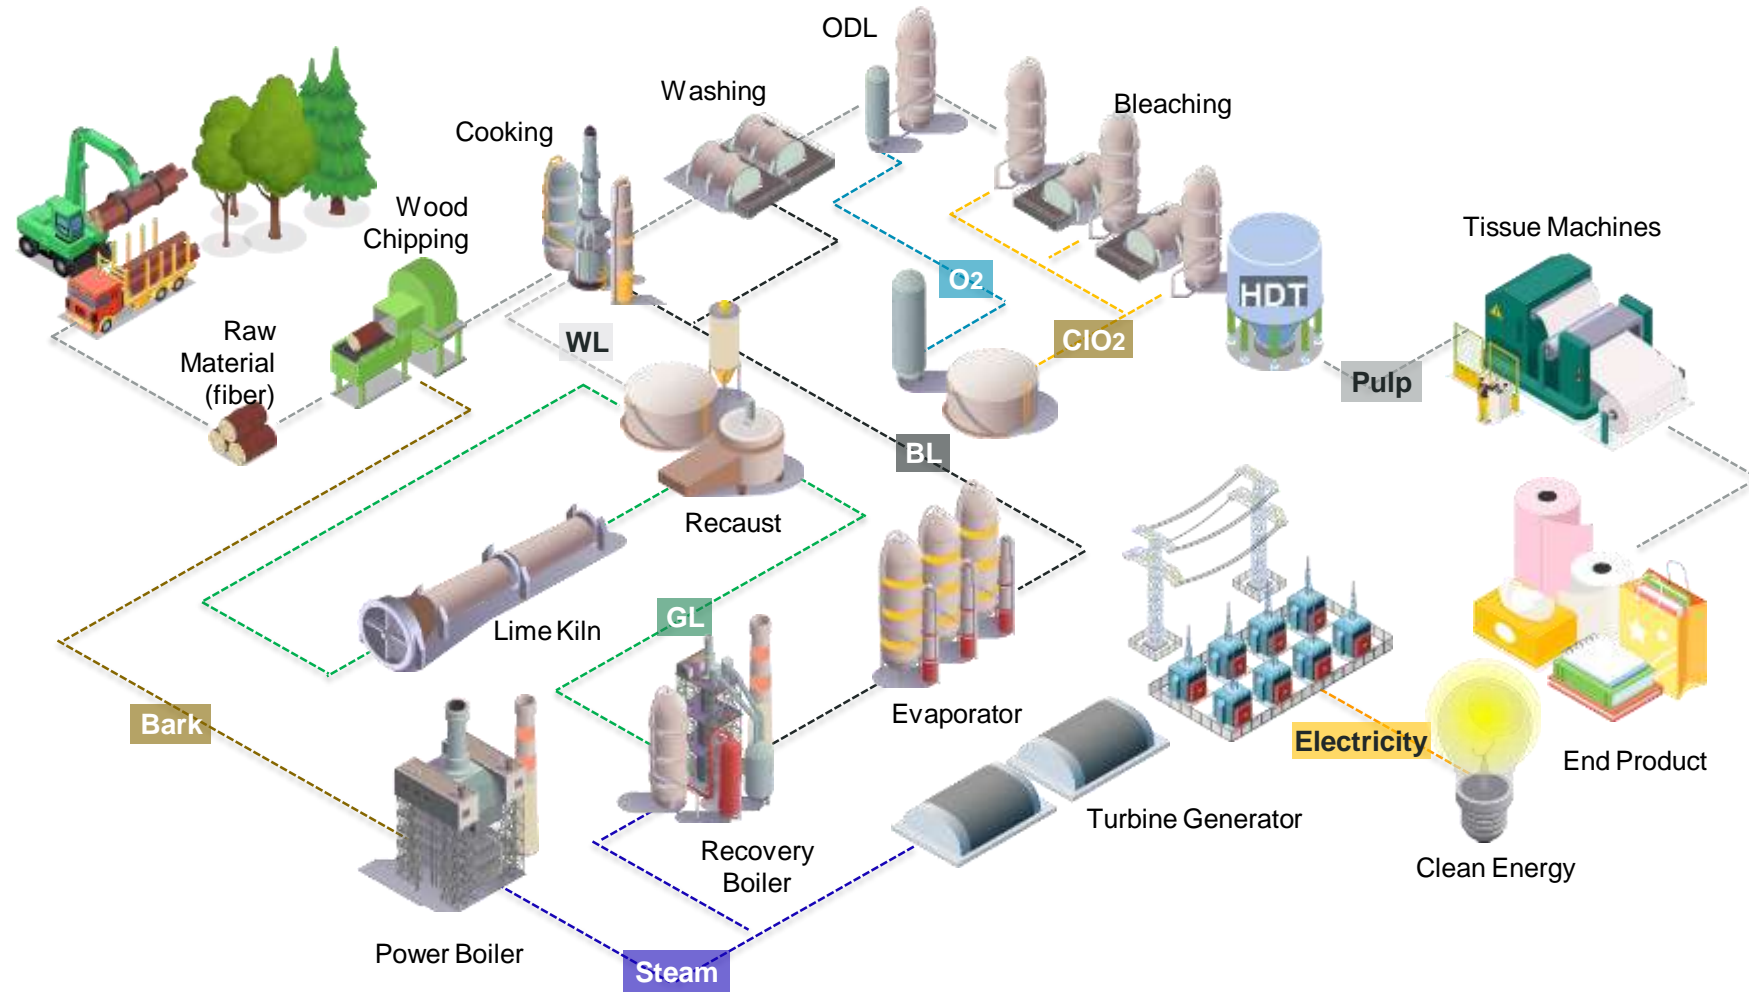 ODL
Washing
Bleaching
Cooking
Wood
Chipping
Tissue Machines
O2
HDT
Raw
Material
(fiber)
WL
ClO2
Pulp
BL
Recaust
GL
Lime Kiln
Bark
Evaporator
Electricity
End Product
Turbine Generator
Recovery
Boiler
Clean Energy
Power Boiler
Steam